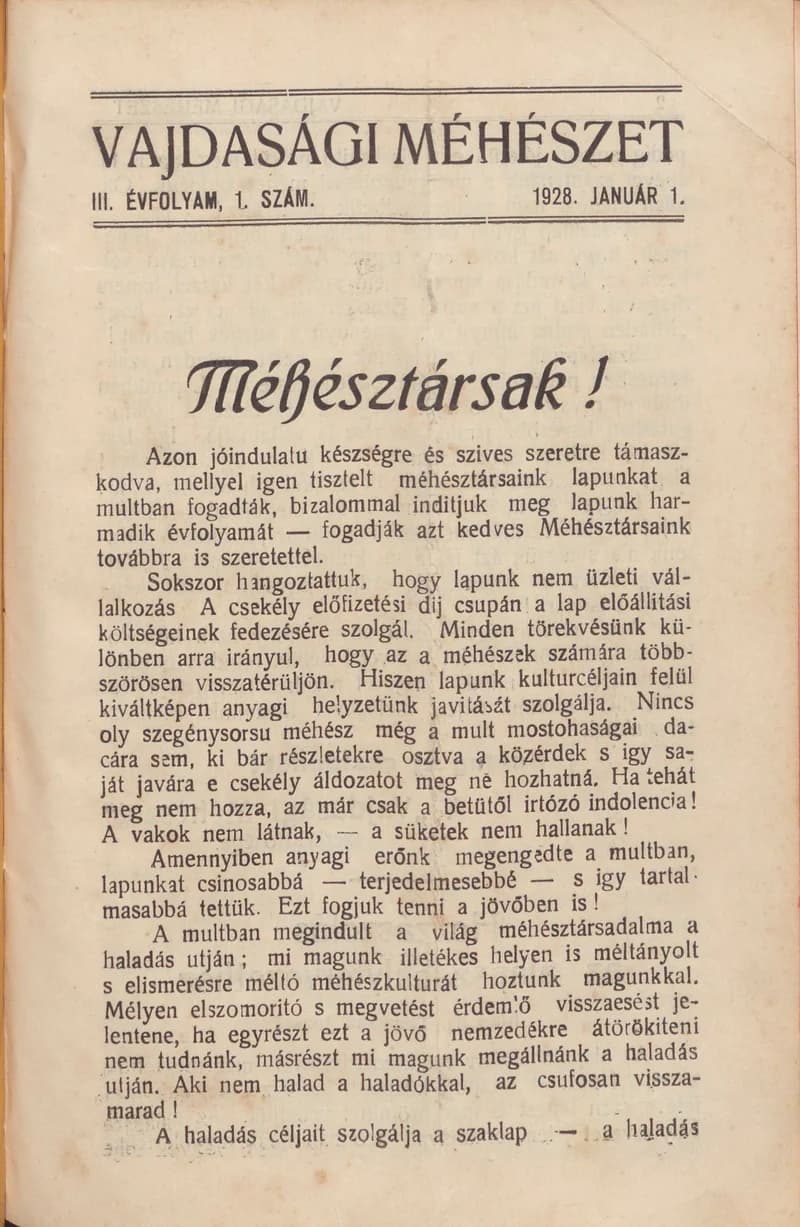 VAJDASÁGI MÉHÉSZET
III. ÉVFOLYAM, 1. SZÁM. 1928. JANUÁR 1.
Méhésztársak !
Azon jóindulatu készségre és szives szeretre támasz-
kodva, mellyel igen tisztelt méhésztársaink lapunkat a
multban fogadták, bizalommal inditjuk meg lapunk har-
madik évfolyamát — fogadják azt kedves Méhésztársaink
továbbra is szeretettel.
Sokszor hangoztattuk, hogy lapunk nem üzleti vál-
lalkozás A csekély előfizetési dij csupán a lap előállitási
költségeinek fedezésére szolgál. Minden törekvésünk kü-
lönben arra irányul, hogy az a méhészek számára több-
szörösen visszatérüljön. Hiszen lapunk kulturcéljain felül
kiváltképen anyagi helyzetünk javitását szolgálja. Nincs
oly szegénysorsu méhész még a mult mostohaságai da-
cára sem, ki bár részletekre osztva a közérdek s igy sa-
ját javára e csekély áldozatot meg ne hozhatná. Ha tehát
meg nem hozza, az már csak a betütől irtózó indolencia!
A vakok nem látnak, — a süketek nem hallanak !
Amennyiben anyagi erőnk megengedte a multban,
lapunkat csinosabbá — terjedelmesebbé — s igy tartal-
masabbá tettük. Ezt fogjuk tenni a jövőben is !
A multban megindult a világ méhésztársadalma a
haladás utján ; mi magunk illetékes helyen is méltányolt
s elismerésre méltó méhészkulturát hoztunk magunkkal.
Mélyen elszomoritó s megvetést érdemlő visszaesést je-
lentene, ha egyrészt ezt a jövő nemzedékre átörökiteni
nem tudnánk, másrészt mi magunk megállnánk a haladás
utján. Aki nem halad a haladókkal, az csufosan vissza-
marad !
A haladás céljait szolgálja a szaklap — a haladás